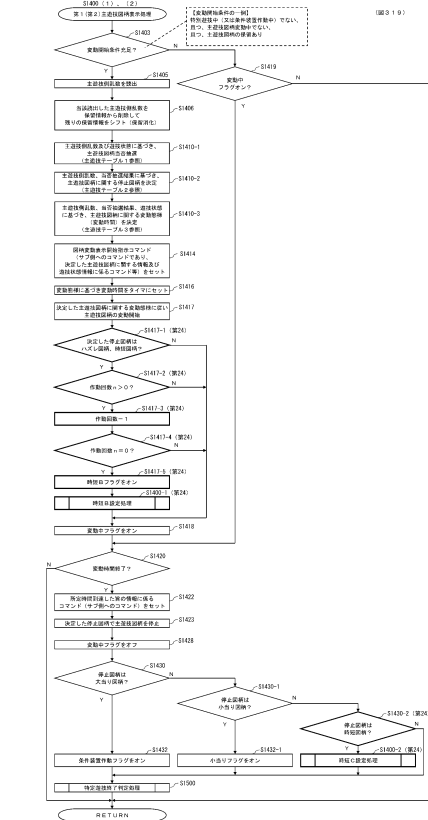 S1400（1）,（2）
（図３１９）
第１（第２）主遊技図柄表示処理
【変動開始条件の一例】
特別遊技中（又は条件装置作動中）でない、
且つ、主遊技図柄変動中でない、
且つ、主遊技図柄の保留あり
S1403
変動開始条件充足？
N
Y
S1419
変動中
フラグオン？
N
Y
S1405
主遊技側乱数を読出
S1406
当該読出した主遊技側乱数を
保留情報から削除して
残りの保留情報をシフト（保留消化）
S1410-1
主遊技側乱数及び遊技状態に基づき、
主遊技図柄当否抽選
（主遊技テーブル１参照）
S1410-2
主遊技側乱数、当否抽選結果に基づき、
主遊技図柄に関する停止図柄を決定
（主遊技テーブル２参照）
S1410-3
主遊技側乱数、当否抽選結果、遊技状態
に基づき、主遊技図柄に関する変動態様
（変動時間）を決定
（主遊技テーブル３参照）
S1414
図柄変動表示開始指示コマンド
（サブ側へのコマンドであり、
決定した主遊技図柄に関する情報及び
遊技状態情報に係るコマンド等）をセット
S1416
変動態様に基づき変動時間をタイマにセット
S1417
決定した主遊技図柄に関する変動態様に従い
主遊技図柄の変動開始
S1417-1（第24）
決定した停止図柄は
ハズレ図柄、時短図柄？
N
Y
S1417-2（第24）
作動回数ｎ＞０？
N
Y
S1417-3（第24）
作動回数－１
S1417-4（第24）
作動回数ｎ＝０？
N
Y
S1417-5（第24）
時短Ｂフラグをオン
S1400-1（第24）
時短Ｂ設定処理
S1418
変動中フラグをオン
S1420
変動時間終了？
N
Y
S1422
所定時間到達した旨の情報に係る
コマンド（サブ側へのコマンド）をセット
S1423
決定した停止図柄で主遊技図柄を停止
S1428
変動中フラグをオフ
S1430
停止図柄は
大当り図柄？
N
Y
S1430-1
停止図柄は
小当り図柄？
N
Y
S1430-2（第24
停止図柄は
時短図柄？
N
Y
S1432
条件装置作動フラグをオン
S1432-1
小当りフラグをオン
S1400-2（第24）
時短Ｃ設定処理
S1500
特定遊技終了判定処理
ＲＥＴＵＲＮ